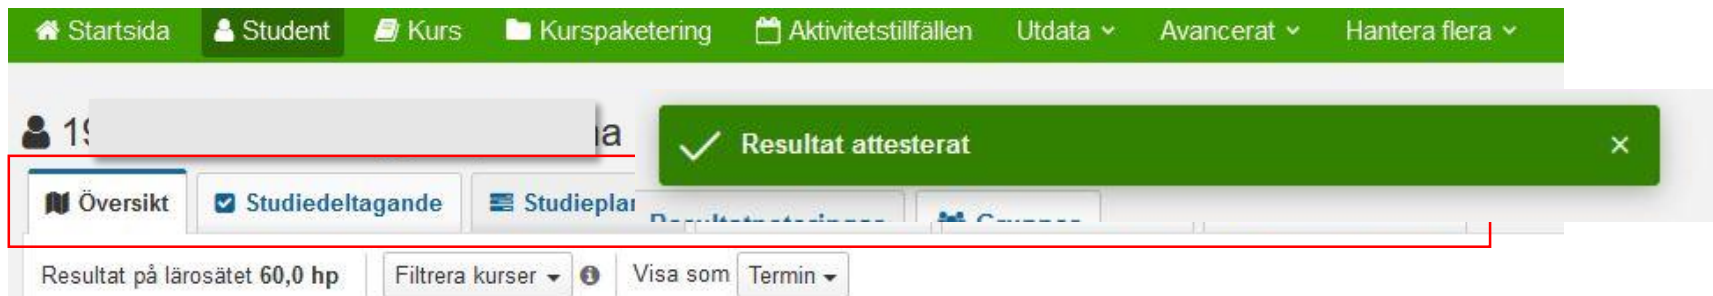 Startsida Student Kurs Kurspaketering Aktivitetstillfällen Utdata Avancerat Hantera flera
Resultat attesterat ×
Översikt Studiedeltagande
Resultat på lärosätet 60,0 hp Filtrera kurser Visa som Termin